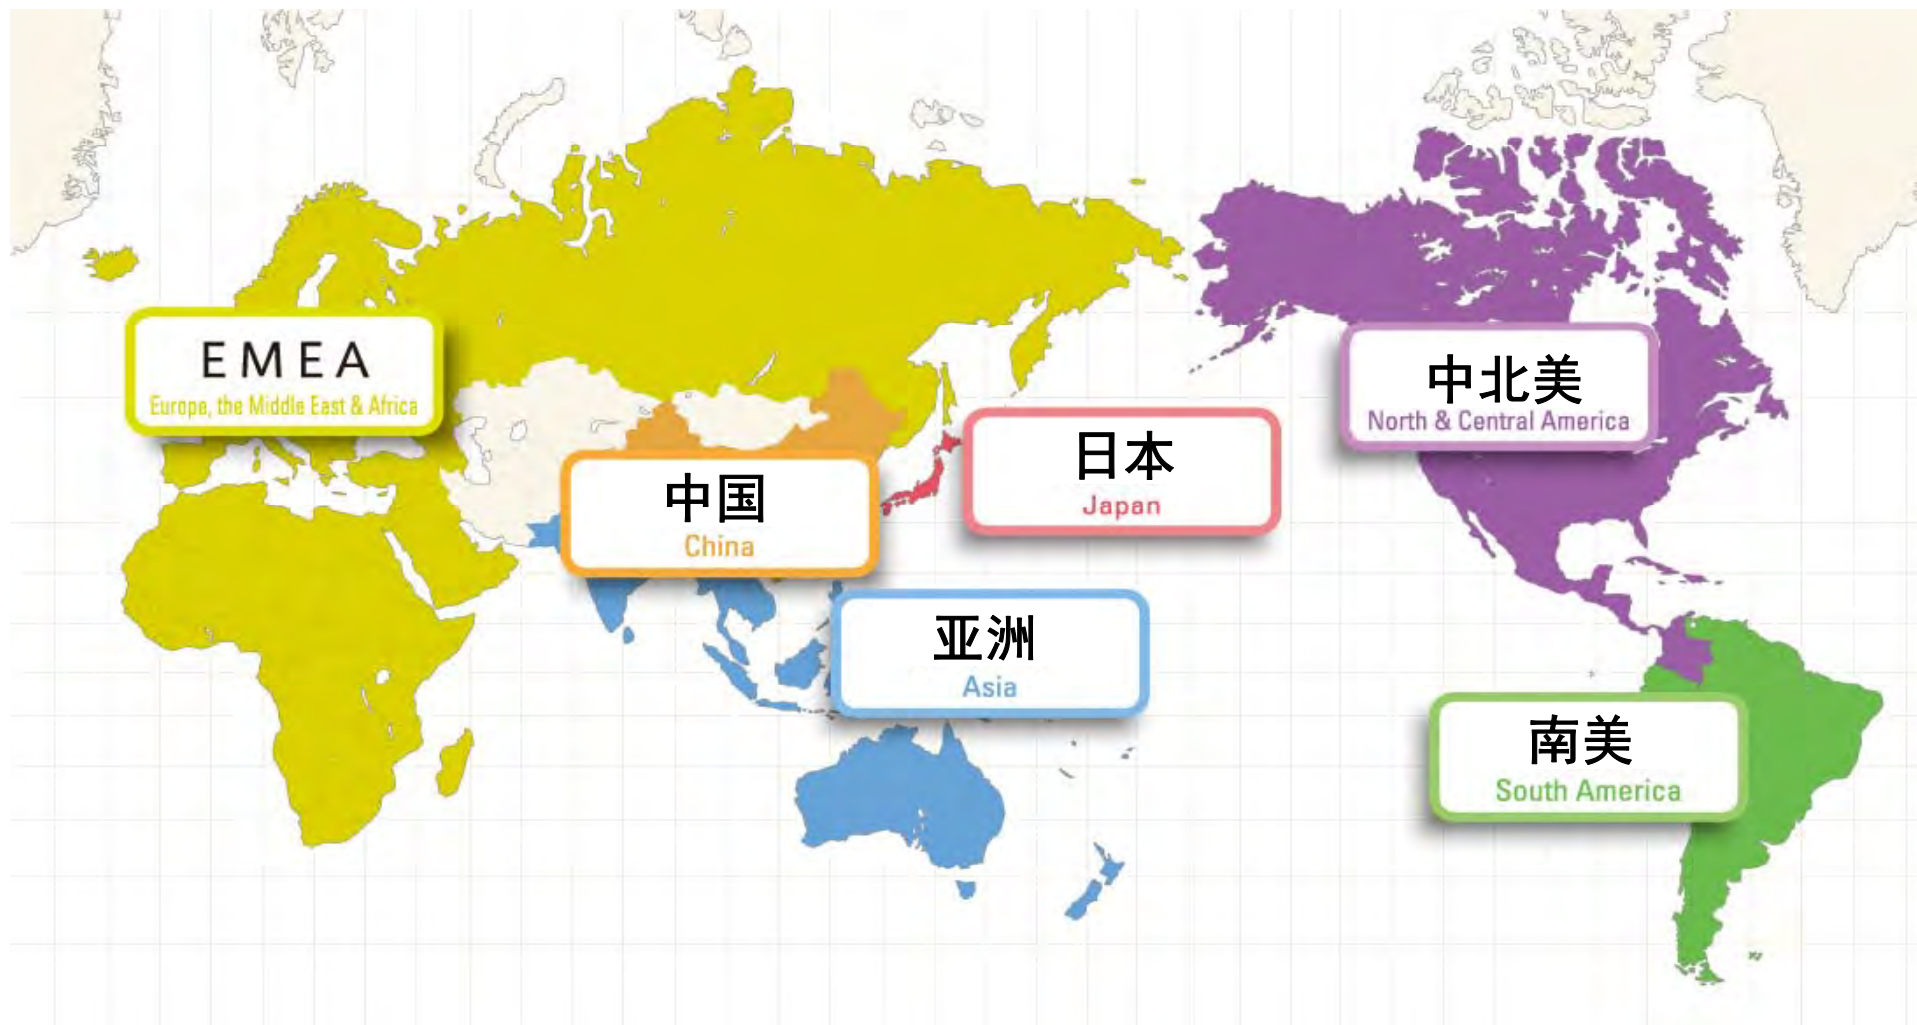 EMEA
Europe, the Middle East & Africa
中国
China
日本
Japan
亚洲
Asia
中北美
North & Central America
南美
South America